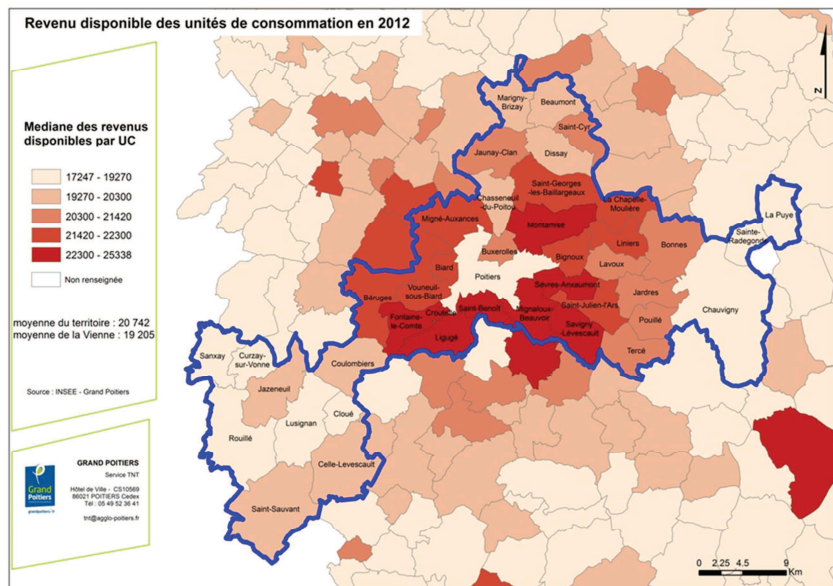 Revenu disponible des unités de consommation en 2012
Mediane des revenus
disponibles par UC
17247 - 19270
19270 - 20300
20300 - 21420
21420 - 22300
22300 - 25338
Non renseignée
moyenne du territoire : 20 742
moyenne de la Vienne : 19 205
Source : INSEE - Grand Poitiers
Grand
Poitiers
grandpoitiers.fr
GRAND POITIERS
Service TNT
Hôtel de Ville - CS10569
86021 POITIERS Cedex
Tél : 05 49 52 36 41
tnt@agglo-poitiers.fr
N
Marigny-
Brizay
Beaumont
Saint-Cyr
Jaunay-Clan
Dissay
Saint-Georges
-les-Baillargeaux
Chasseneuil
-du-Poitou
La Chapelle-
Moulière
La Puye
Migné-Auxances
Montamisé
Sainte-
Radegonde
Buxerolles
Liniers
Bonnes
Biard
Bignoux
Lavoux
Poitiers
Vouneuil
-sous-Biard
Sèvres-Anxaumont
Béruges
Jardres
Chauvigny
Saint-Benoît
Saint-Julien-l'Ars
Fontaine
-le-Comte
Croutelle
Mignaloux
-Beauvoir
Pouillé
Savigny
-Lévescault
Ligugé
Tercé
Sanxay
Curzay
-sur-Vonne
Coulombiers
Jazeneuil
Cloué
Lusignan
Rouillé
Celle-Levescault
Saint-Sauvant
0 2,25 4,5 9
Km